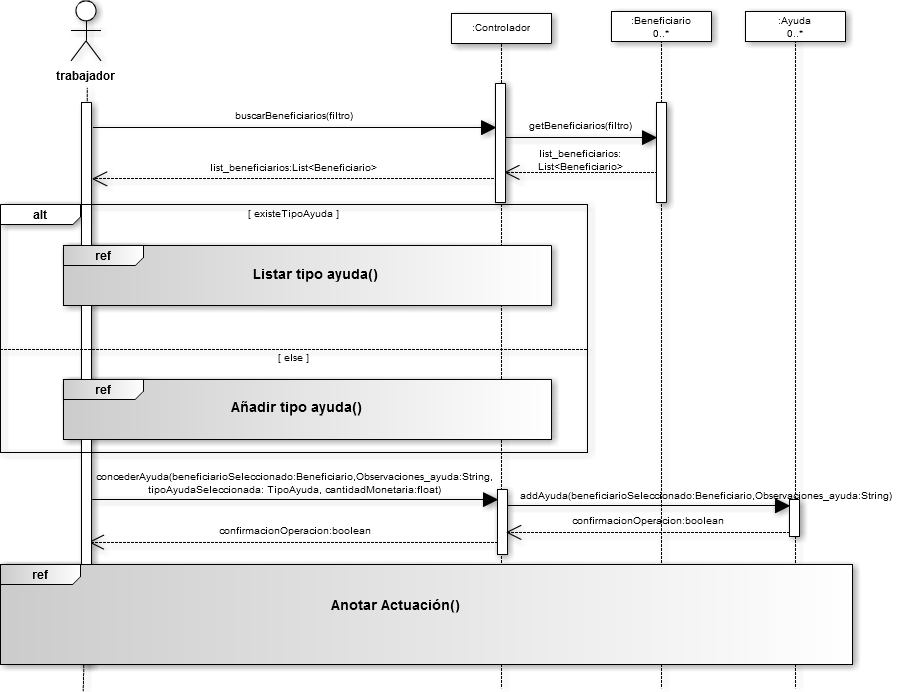 :Controlador
:Beneficiario
0..*
:Ayuda
0..*
trabajador
buscarBeneficiarios(filtro)
getBeneficiarios(filtro)
list_beneficiarios:
List<Beneficiario>
list_beneficiarios:List<Beneficiario>
alt
[ existeTipoAyuda ]
ref
Listar tipo ayuda()
[ else ]
ref
Añadir tipo ayuda()
concederAyuda(beneficiarioSeleccionado:Beneficiario,Observaciones_ayuda:String,
tipoAyudaSeleccionada: TipoAyuda, cantidadMonetaria:float)
addAyuda(beneficiarioSeleccionado:Beneficiario,Observaciones_ayuda:String)
confirmacionOperacion:boolean
confirmacionOperacion:boolean
ref
Anotar Actuación()